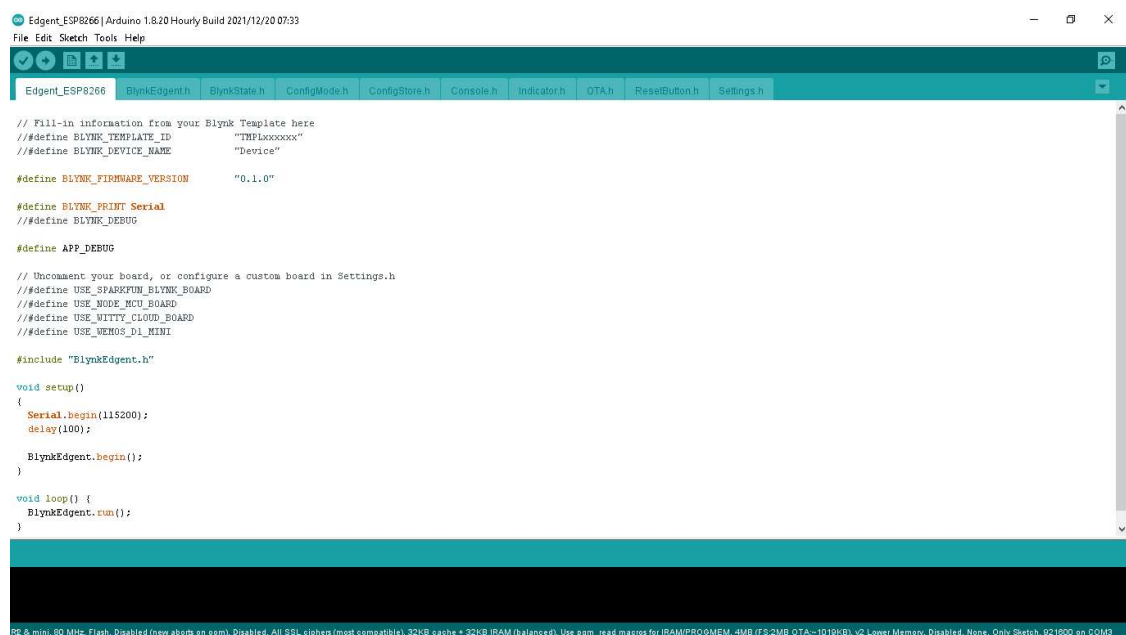 Edgent_ESP8266 | Arduino 1.8.20 Hourly Build 2021/12/20 07:33
File Edit Sketch Tools Help
Edgent_ESP8266 BlynkEdgent.h BlynkState.h ConfigMode.h ConfigStore.h Console.h Indicator.h OTA.h ResetButton.h Settings.h
// Fill-in information from your Blynk Template here
//#define BLYNK_TEMPLATE_ID "TMPLxxxxxx"
//#define BLYNK_DEVICE_NAME "Device"
#define BLYNK_FIRMWARE_VERSION "0.1.0"
#define BLYNK_PRINT Serial
//#define BLYNK_DEBUG
#define APP_DEBUG
// Uncomment your board, or configure a custom board in Settings.h
//#define USE_SPARKFUN_BLYNK_BOARD
//#define USE_NODE_MCU_BOARD
//#define USE_WITTY_CLOUD_BOARD
//#define USE_WEMOS_D1_MINI
#include "BlynkEdgent.h"
void setup()
{
Serial.begin(115200);
delay(100);
BlynkEdgent.begin();
}
void loop() {
BlynkEdgent.run();
}
R2 & mini, 80 MHz, Flash, Disabled (new aborts on oom), Disabled, All SSL ciphers (most compatible), 32KB cache + 32KB IRAM (balanced), Use pgm_read macros for IRAM/PROGMEM, 4MB (FS:2MB OTA:~1019KB), v2 Lower Memory, Disabled, None, Only Sketch, 921600 on COM3